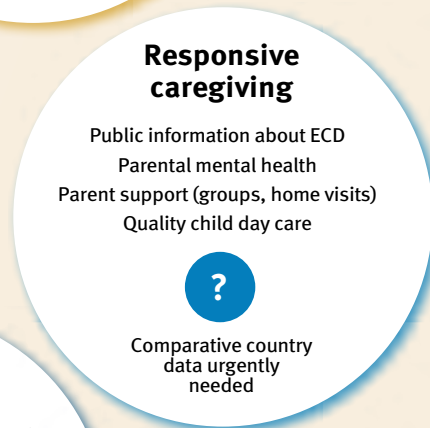 Responsive
caregiving
Public information about ECD
Parental mental health
Parent support (groups, home visits)
Quality child day care
?
Comparative country
data urgently
needed